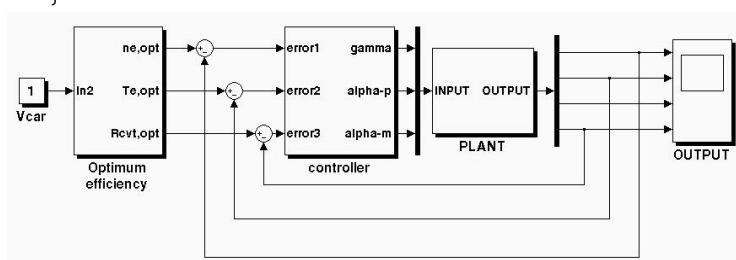 ne,opt
error1
gamma
1
In2
Te,opt
error2
alpha-p
INPUT
OUTPUT
Vcar
Rcvt,opt
error3
alpha-m
PLANT
OUTPUT
Optimum
efficiency
controller